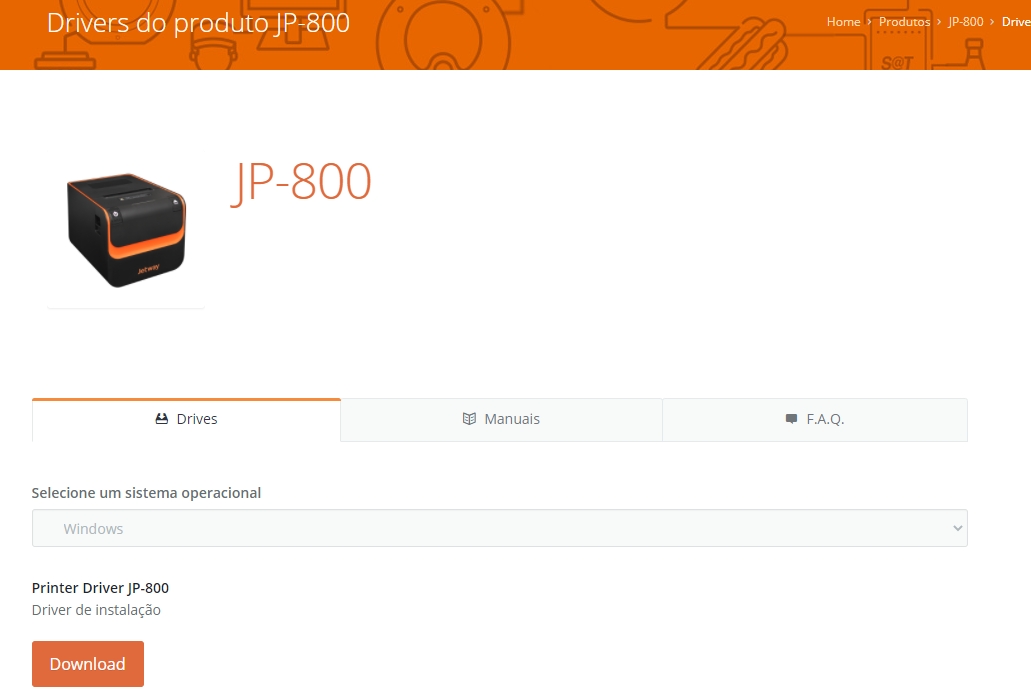 Drivers do produto JP-800
Home › Produtos › JP-800 › Drive
S@T
JP-800
Jetway
Drives
Manuais
F.A.Q.
Selecione um sistema operacional
Windows
Printer Driver JP-800
Driver de instalação
Download